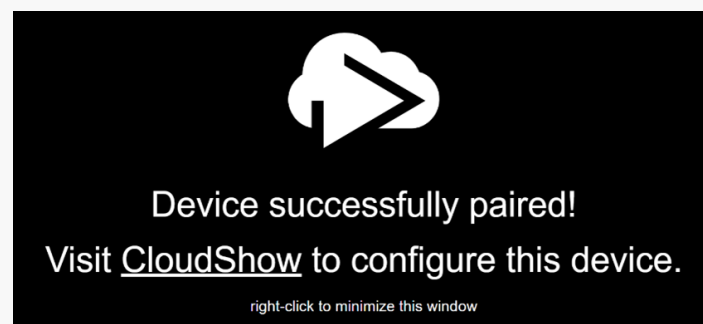 Device successfully paired!
Visit CloudShow to configure this device.
right-click to minimize this window